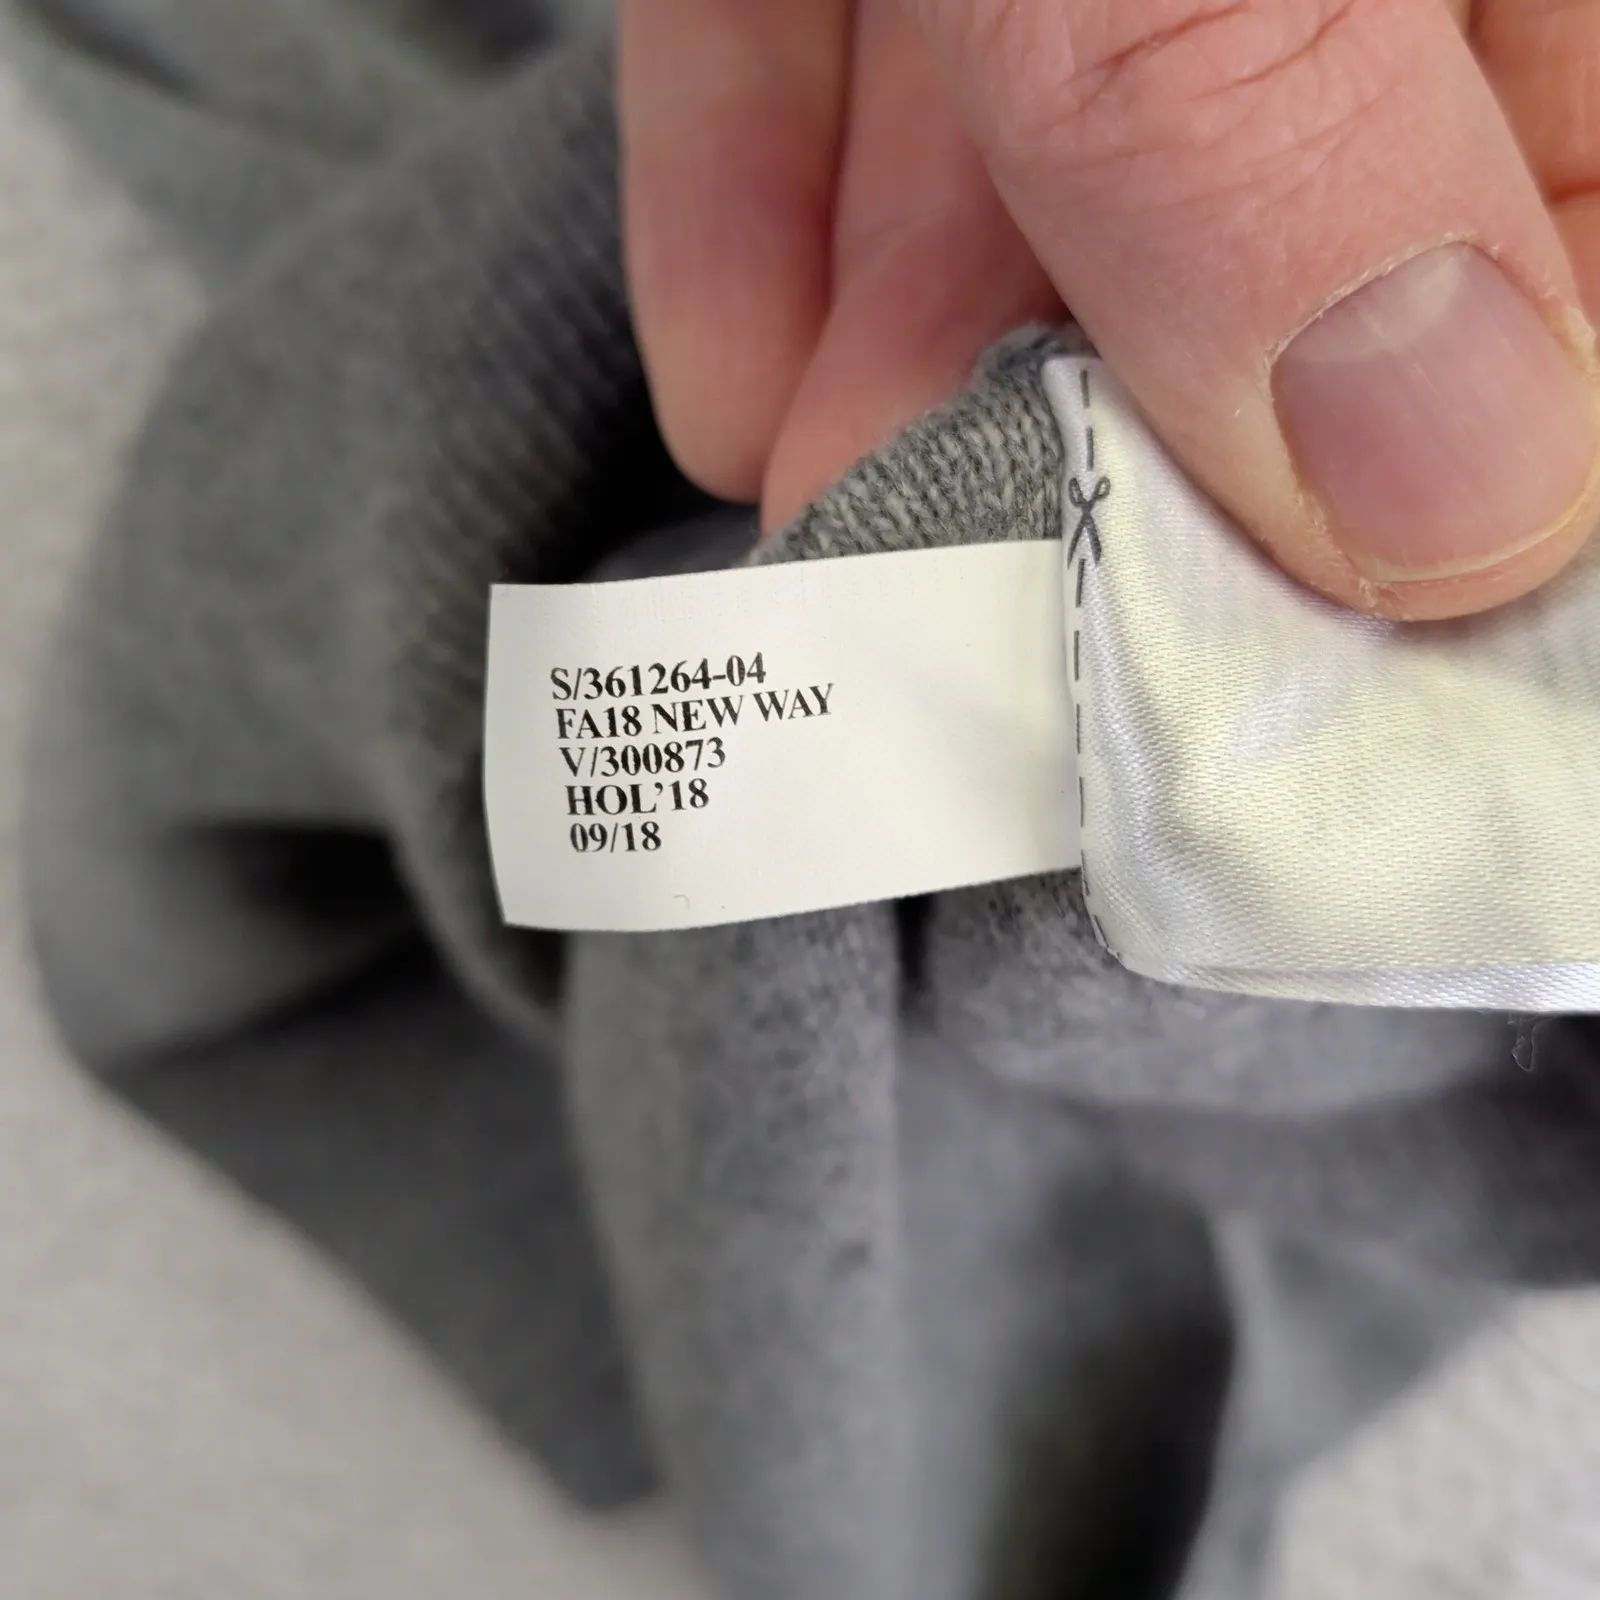 S/361264-04
FA18 NEW WAY
V/300873
HOL'18
09/18